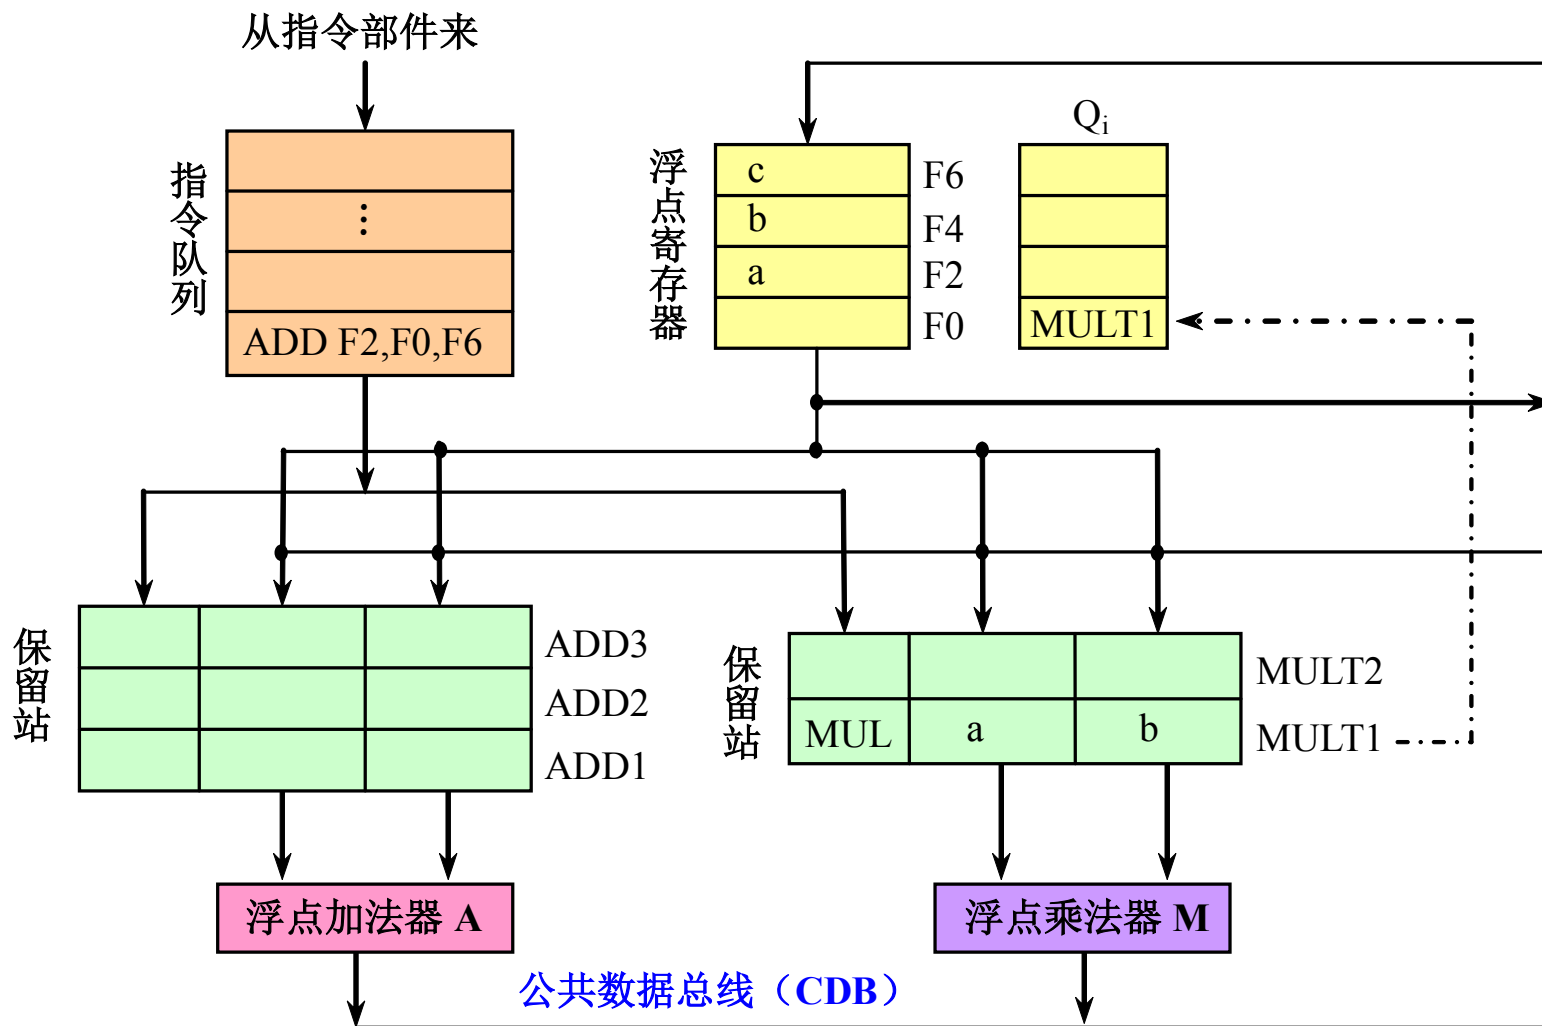 从指令部件来
指令队列
⋮
ADD F2,F0,F6
浮点寄存器
c
F6
b
F4
a
F2
F0
Qi
MULT1
保留站
ADD3
ADD2
ADD1
保留站
MULT2
MUL
a
b
MULT1
浮点加法器 A
浮点乘法器 M
公共数据总线（CDB）